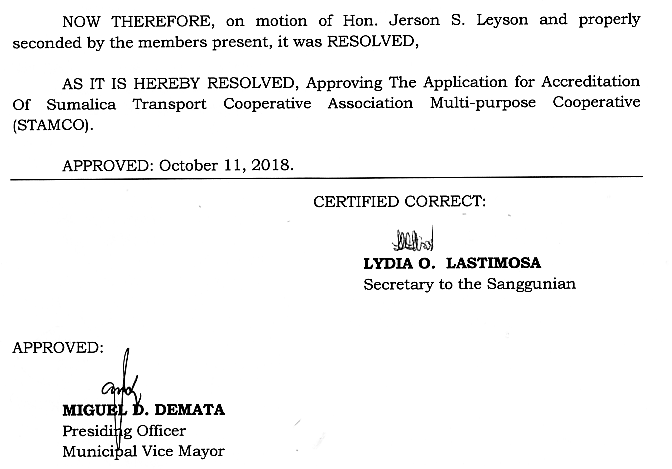 NOW THEREFORE, on motion of Hon. Jerson S. Leyson and properly
seconded by the members present, it was RESOLVED,
AS IT IS HEREBY RESOLVED, Approving The Application for Accreditation
Of Sumalica Transport Cooperative Association Multi-purpose Cooperative
(STAMCO).
APPROVED: October 11, 2018.
CERTIFIED CORRECT:
LYDIA O. LASTIMOSA
Secretary to the Sanggunian
APPROVED:
MIGUEL D. DEMATA
Presiding Officer
Municipal Vice Mayor